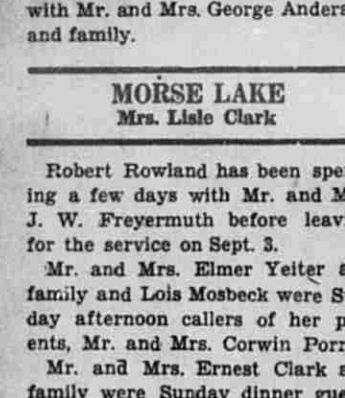 with Mr. and Mrs. George Anders
and family.
MORSE LAKE
Mrs. Lisle Clark
Robert Rowland has been spe
ing a few days with Mr. and M
J. W. Freyermuth before leav
for the service on Sept. 3.
Mr. and Mrs. Elmer Yeiter a
family and Lois Mosbeck were S
day afternoon callers of her p
ents, Mr. and Mrs. Corwin Porr
Mr. and Mrs. Ernest Clark a
family were Sunday dinner gue